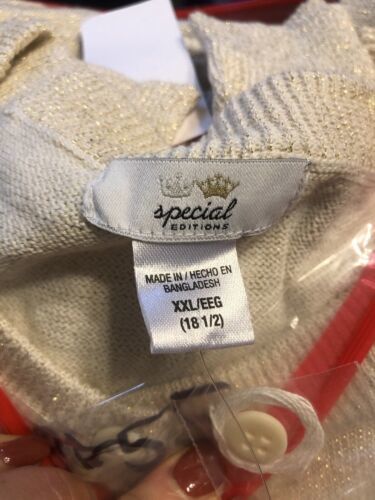 special
EDITIONS
MADE IN / HECHO EN
BANGLADESH
XXL/EEG
(18 1/2)